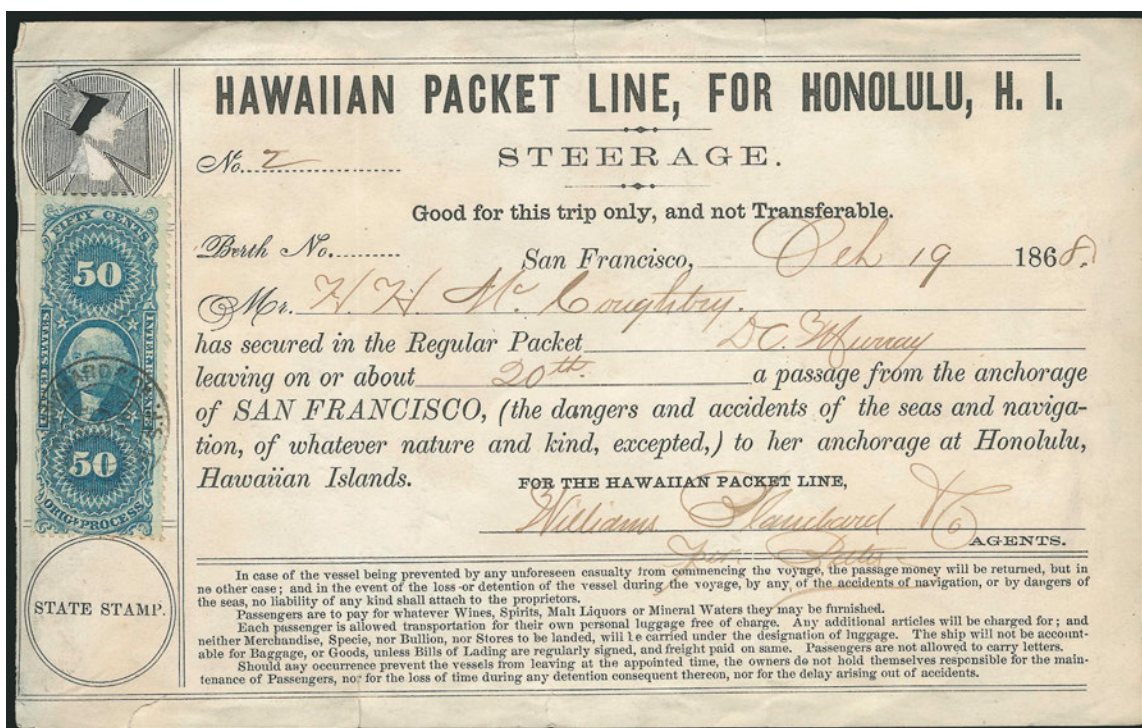 HAWAIIAN PACKET LINE, FOR HONOLULU, H. I.
No. 2
STEERAGE.
Good for this trip only, and not Transferable.
Berth No.
San Francisco, Oct 19 1868.
Mr. H. H. Mc
has secured in the Regular Packet D C Murray
leaving on or about 20th. a passage from the anchorage
of SAN FRANCISCO, (the dangers and accidents of the seas and naviga-
tion, of whatever nature and kind, excepted,) to her anchorage at Honolulu,
Hawaiian Islands.
FOR THE HAWAIIAN PACKET LINE,
Williams Blanchard & Co
AGENTS.
In case of the vessel being prevented by any unforeseen casualty from commencing the voyage, the passage money will be returned, but in
no other case; and in the event of the loss or detention of the vessel during the voyage, by any of the accidents of navigation, or by dangers of
the seas, no liability of any kind shall attach to the proprietors.
Passengers are to pay for whatever Wines, Spirits, Malt Liquors or Mineral Waters they may be furnished.
Each passenger is allowed transportation for their own personal luggage free of charge. Any additional articles will be charged for; and
neither Merchandise, Specie, nor Bullion, nor Stores to be landed, will be carried under the designation of luggage. The ship will not be account-
able for Baggage, or Goods, unless Bills of Lading are regularly signed, and freight paid on same. Passengers are not allowed to carry letters.
Should any occurrence prevent the vessels from leaving at the appointed time, the owners do not hold themselves responsible for the main-
tenance of Passengers, nor for the loss of time during any detention consequent thereon, nor for the delay arising out of accidents.
FIFTY CENTS
50
UNITED STATES
INTER. REVENUE
50
ORIG. PROCESS
STATE STAMP.